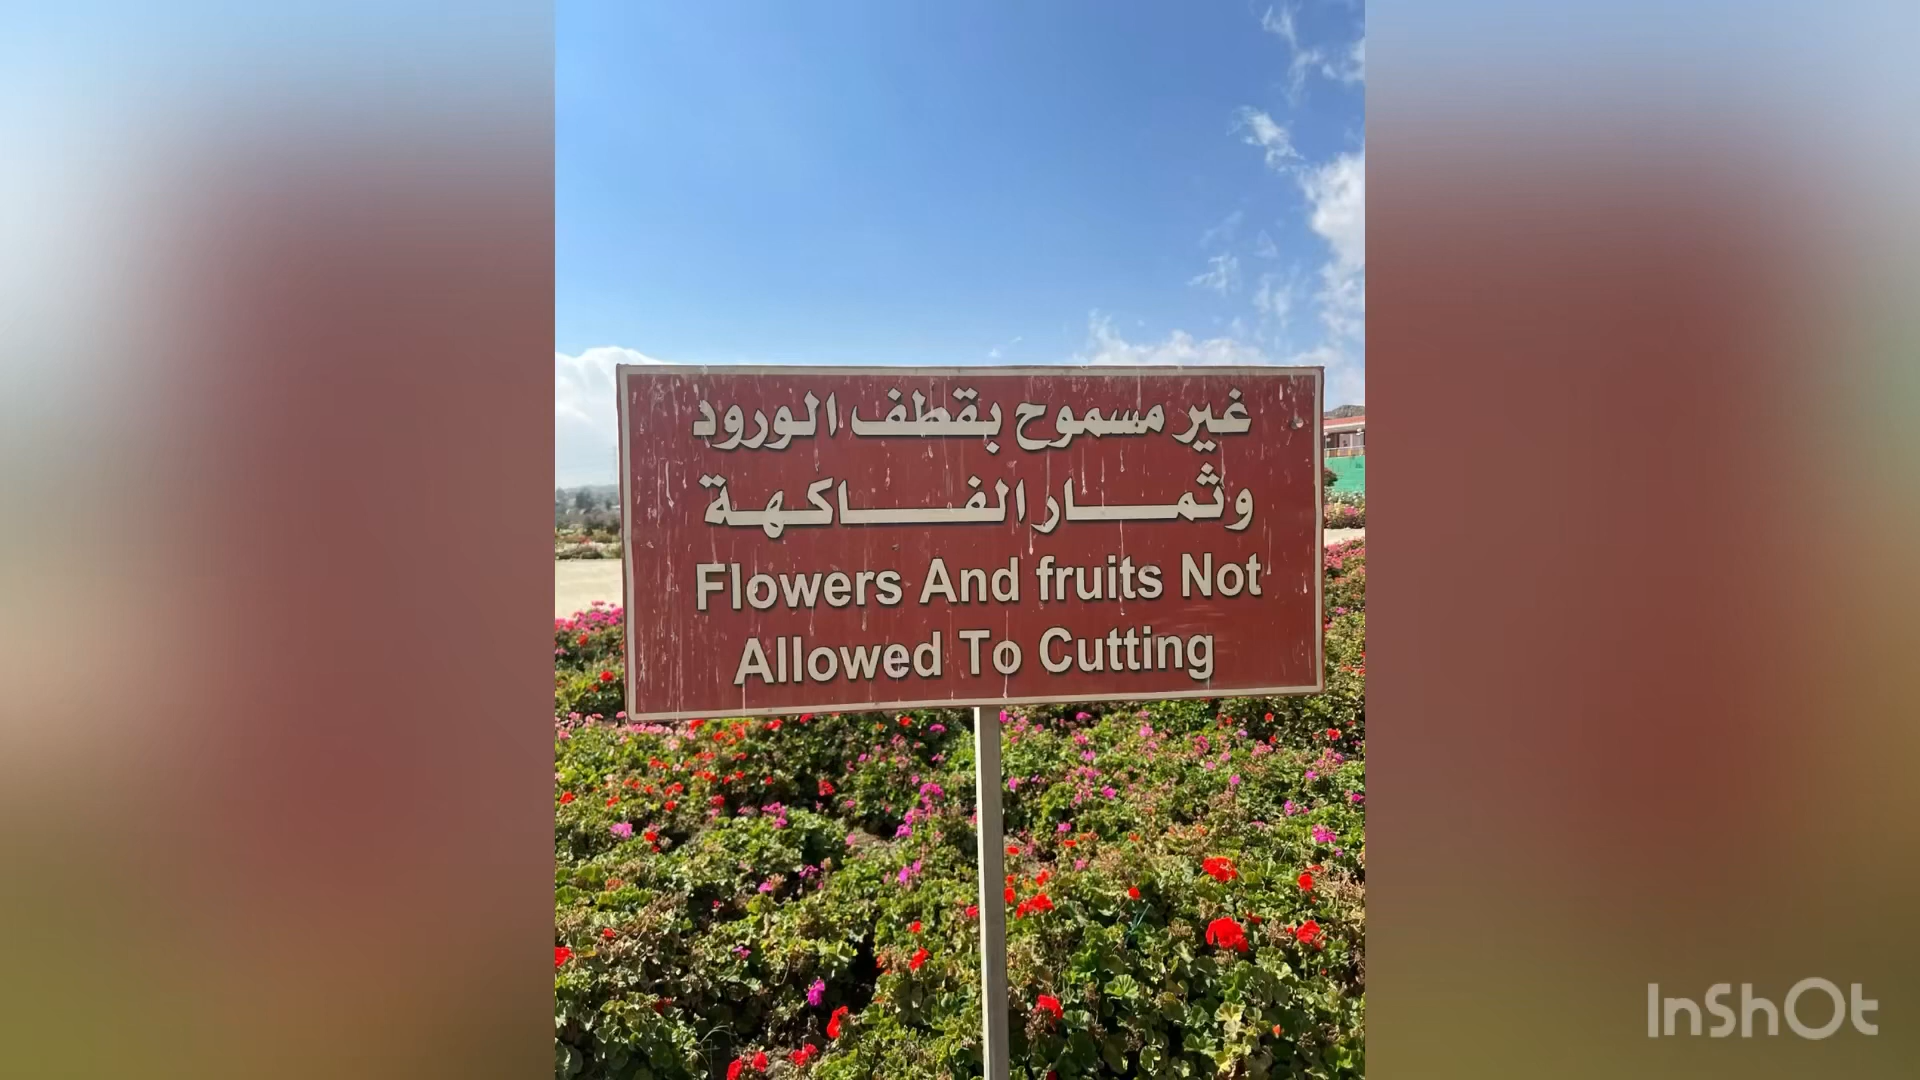 غير مسموح بقطف الورود
وثمار الفاكهة
Flowers And fruits Not
Allowed To Cutting
InShOt